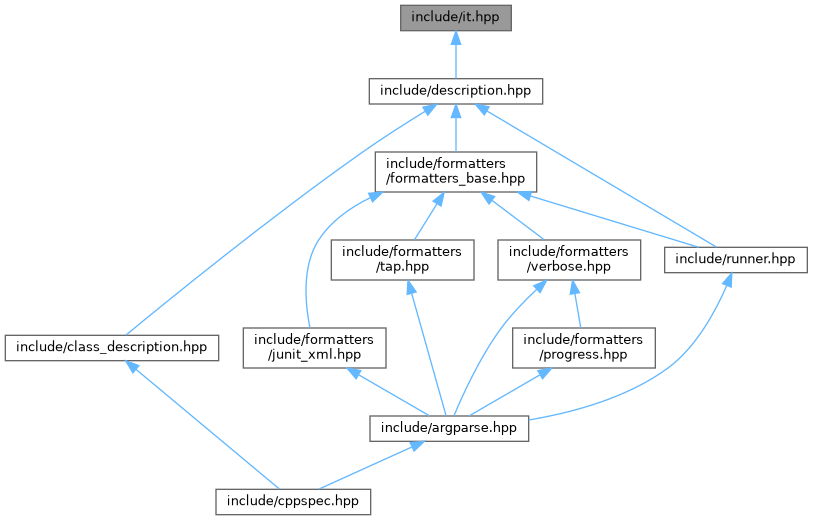 include/it.hpp
include/description.hpp
include/formatters
/formatters_base.hpp
include/formatters
/tap.hpp
include/formatters
/verbose.hpp
include/runner.hpp
include/class_description.hpp
include/formatters
/junit_xml.hpp
include/formatters
/progress.hpp
include/argparse.hpp
include/cppspec.hpp